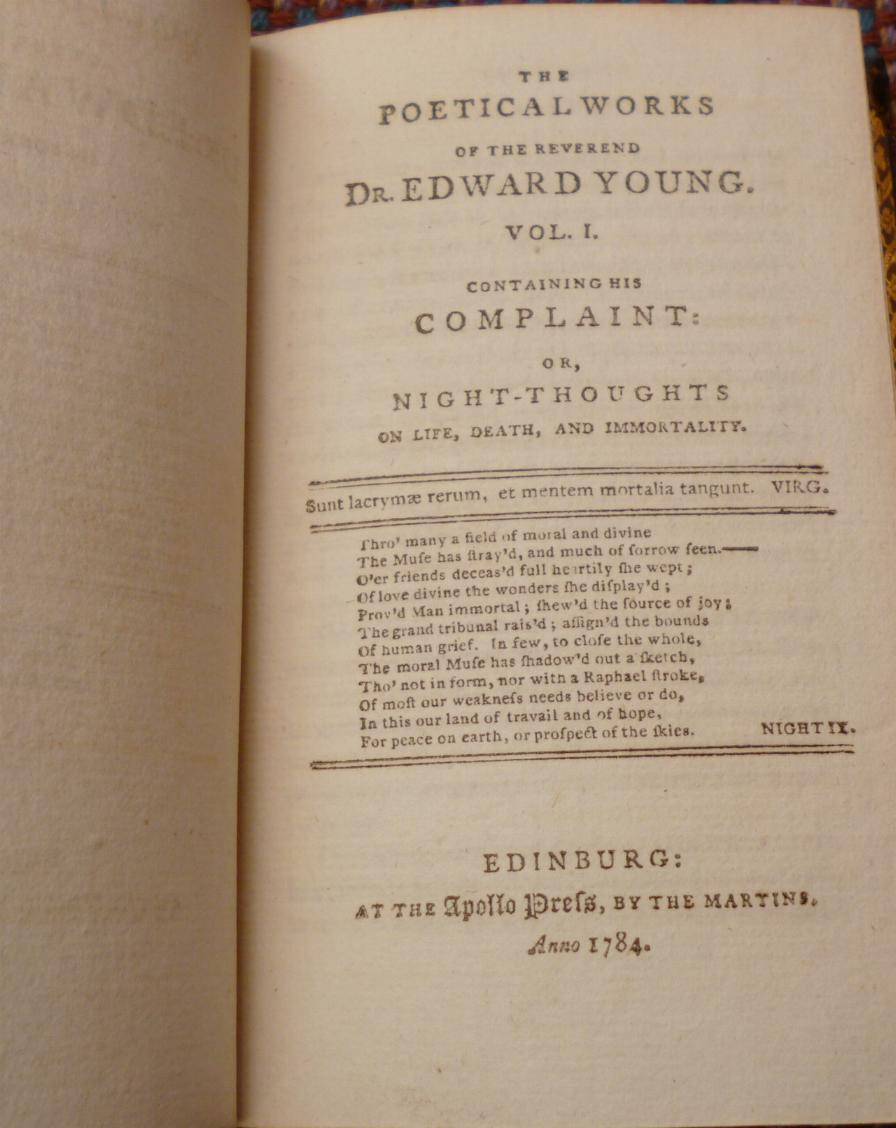 THE
POETICAL WORKS
OF THE REVEREND
DR. EDWARD YOUNG.
VOL. I.
CONTAINING HIS
COMPLAINT:
OR,
NIGHT-THOUGHTS
ON LIFE, DEATH, AND IMMORTALITY.
Sunt lacrymæ rerum, et mentem mortalia tangunt. VIRG.
Thro' many a field of moral and divine
The Muſe has ſtray'd, and much of ſorrow ſeen.—
O'er friends deceas'd full heartily ſhe wept;
Of love divine the wonders ſhe diſplay'd;
Prov'd Man immortal; ſhew'd the ſource of joy;
The grand tribunal rais'd; aſſign'd the bounds
Of human grief. In few, to cloſe the whole,
The moral Muſe has ſhadow'd out a ſketch,
Tho' not in form, nor with a Raphael ſtroke,
Of moſt our weakneſs needs believe or do,
In this our land of travail and of hope,
For peace on earth, or proſpect of the ſkies. NIGHT IX.
EDINBURG:
AT THE Apollo Preſs, BY THE MARTINS.
Anno 1784.